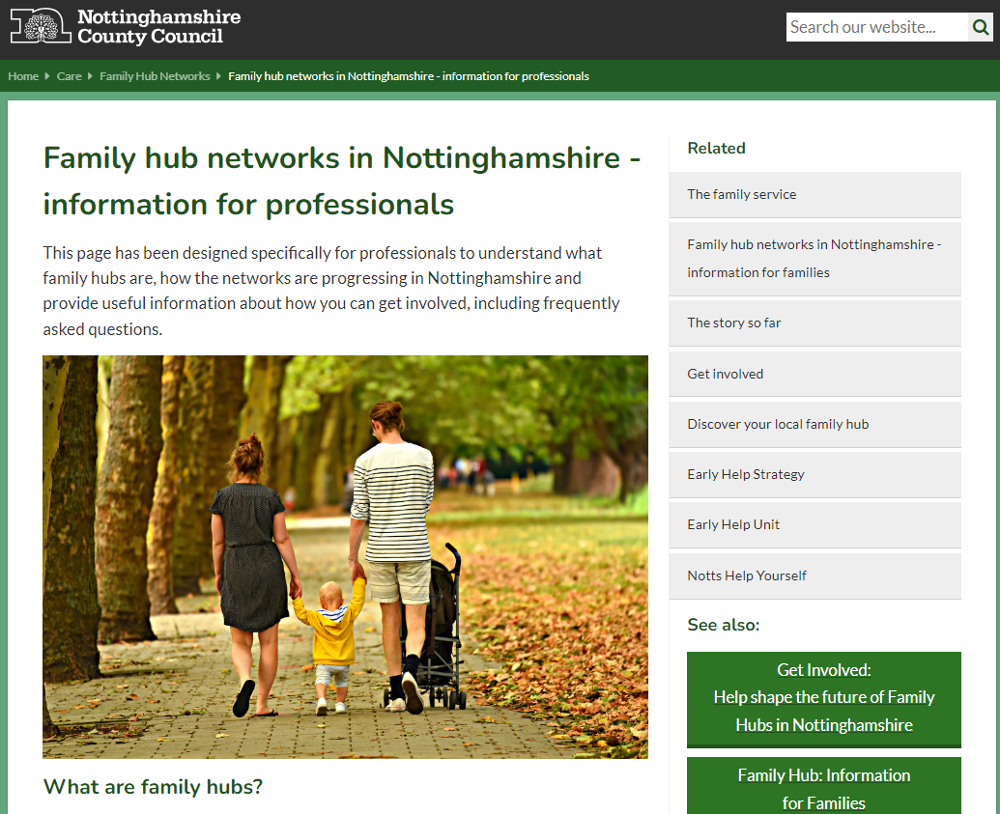 Nottinghamshire
County Council
Search our website...
Home Care Family Hub Networks Family hub networks in Nottinghamshire - information for professionals
Family hub networks in Nottinghamshire -
information for professionals
This page has been designed specifically for professionals to understand what
family hubs are, how the networks are progressing in Nottinghamshire and
provide useful information about how you can get involved, including frequently
asked questions.
What are family hubs?
Related
The family service
Family hub networks in Nottinghamshire -
information for families
The story so far
Get involved
Discover your local family hub
Early Help Strategy
Early Help Unit
Notts Help Yourself
See also:
Get Involved:
Help shape the future of Family
Hubs in Nottinghamshire
Family Hub: Information
for Families